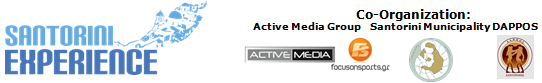 SANTORINI
EXPERIENCE
Co-Organization:
Active Media Group Santorini Municipality DAPPOS
ACTIVE MEDIA
focusonsports.gr